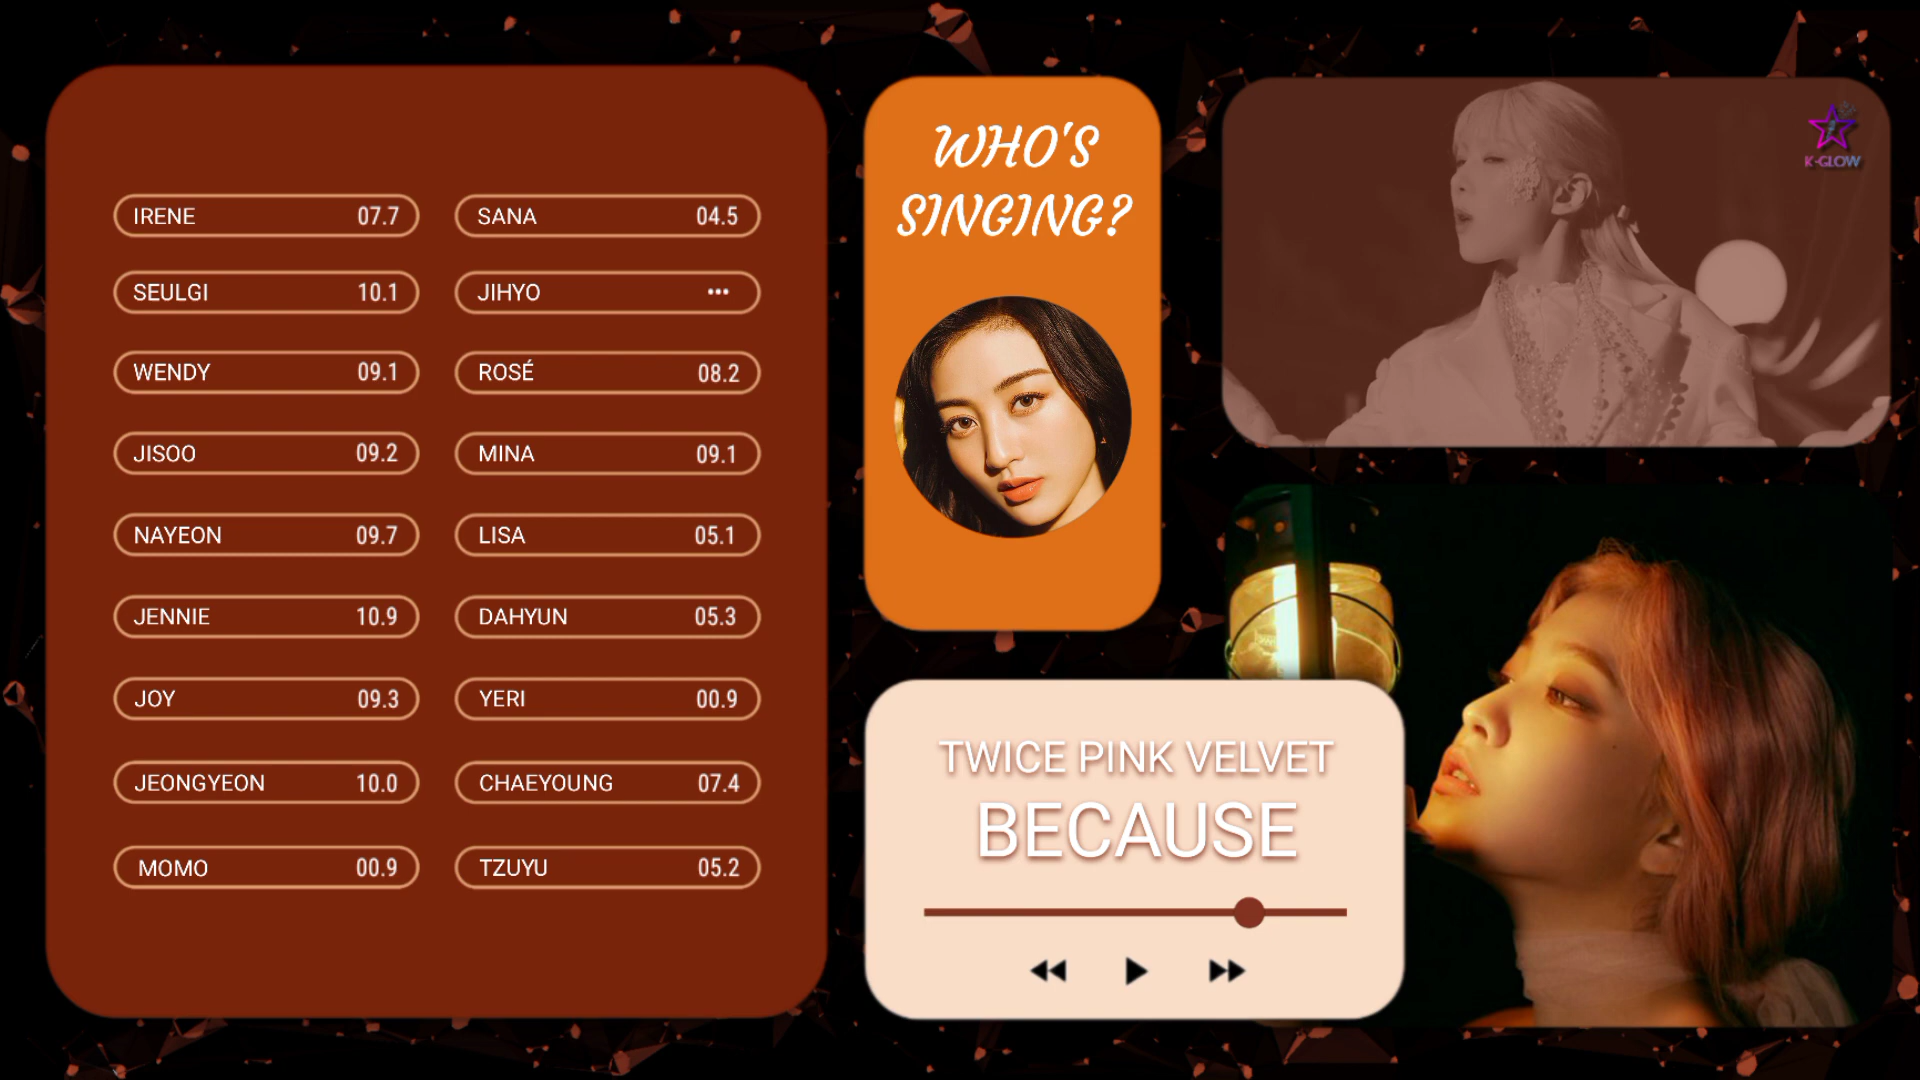 IRENE 07.7
SEULGI 10.1
WENDY 09.1
JISOO 09.2
NAYEON 09.7
JENNIE 10.9
JOY 09.3
JEONGYEON 10.0
MOMO 00.9
SANA 04.5
JIHYO •••
ROSÉ 08.2
MINA 09.1
LISA 05.1
DAHYUN 05.3
YERI 00.9
CHAEYOUNG 07.4
TZUYU 05.2
WHO'S
SINGING?
K-GLOW
TWICE PINK VELVET
BECAUSE